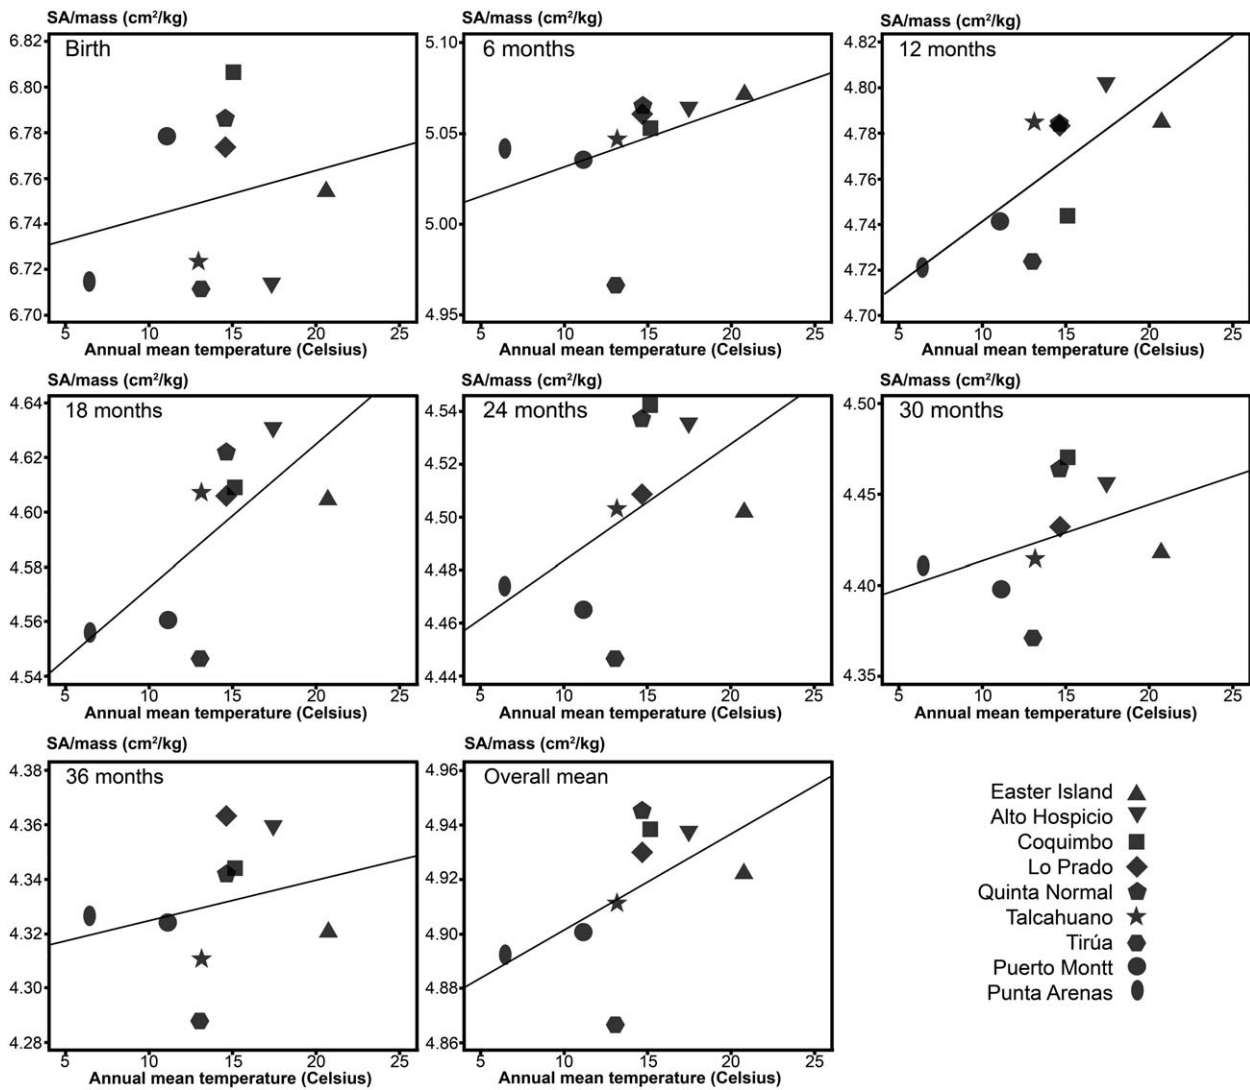 SA/mass (cm²/kg)
Birth
6.82
6.80
6.78
6.76
6.74
6.72
6.70
5 10 15 20 25
Annual mean temperature (Celsius)
SA/mass (cm²/kg)
6 months
5.10
5.05
5.00
4.95
5 10 15 20 25
Annual mean temperature (Celsius)
SA/mass (cm²/kg)
12 months
4.82
4.80
4.78
4.76
4.74
4.72
4.70
5 10 15 20 25
Annual mean temperature (Celsius)
SA/mass (cm²/kg)
18 months
4.64
4.62
4.60
4.58
4.56
4.54
5 10 15 20 25
Annual mean temperature (Celsius)
SA/mass (cm²/kg)
24 months
4.54
4.52
4.50
4.48
4.46
4.44
5 10 15 20 25
Annual mean temperature (Celsius)
SA/mass (cm²/kg)
30 months
4.50
4.45
4.40
4.35
5 10 15 20 25
Annual mean temperature (Celsius)
SA/mass (cm²/kg)
36 months
4.38
4.36
4.34
4.32
4.30
4.28
5 10 15 20 25
Annual mean temperature (Celsius)
SA/mass (cm²/kg)
Overall mean
4.96
4.94
4.92
4.90
4.88
4.86
5 10 15 20 25
Annual mean temperature (Celsius)
Easter Island
Alto Hospicio
Coquimbo
Lo Prado
Quinta Normal
Talcahuano
Tirúa
Puerto Montt
Punta Arenas